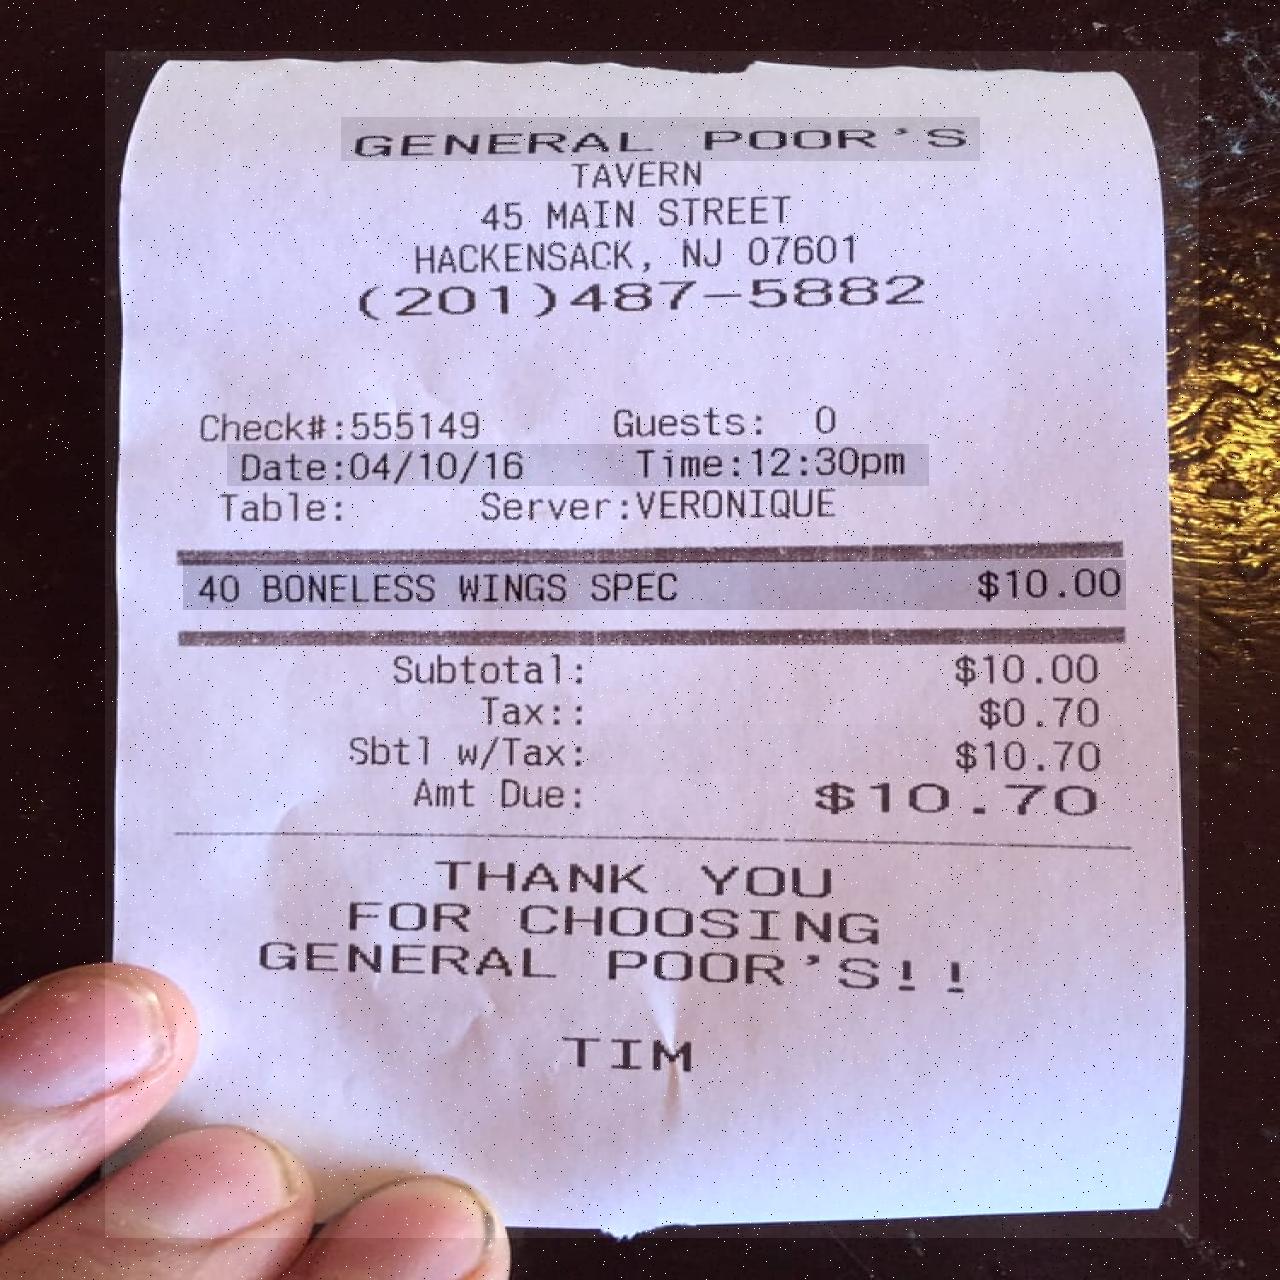 GENERAL POOR'S
TAVERN
45 MAIN STREET
HACKENSACK, NJ 07601
(201)487-5882
Check#:555149 Guests: 0
Date:04/10/16 Time:12:30pm
Table: Server:VERONIQUE
40 BONELESS WINGS SPEC $10.00
Subtotal: $10.00
Tax:: $0.70
Sbtl w/Tax: $10.70
Amt Due: $10.70
THANK YOU
FOR CHOOSING
GENERAL POOR'S!!
TIM